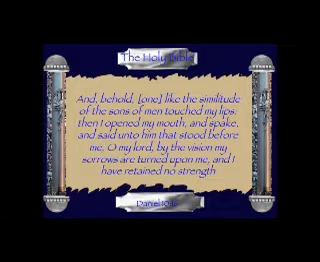 The Holy Bible
And, behold, [one] like the similitude
of the sons of men touched my lips:
then I opened my mouth, and spake,
and said unto him that stood before
me, O my lord, by the vision my
sorrows are turned upon me, and I
have retained no strength
Daniel 10:16